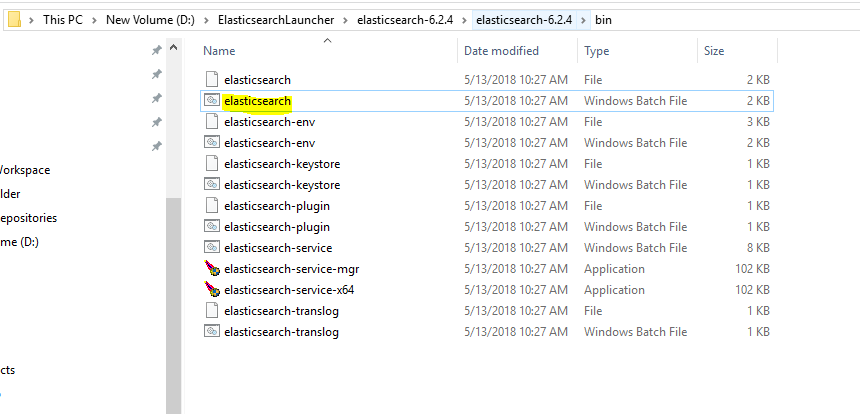 This PC > New Volume (D:) > ElasticsearchLauncher > elasticsearch-6.2.4 > elasticsearch-6.2.4 > bin
Name Date modified Type Size
elasticsearch 5/13/2018 10:27 AM File 2 KB
elasticsearch 5/13/2018 10:27 AM Windows Batch File 2 KB
elasticsearch-env 5/13/2018 10:27 AM File 3 KB
elasticsearch-env 5/13/2018 10:27 AM Windows Batch File 2 KB
elasticsearch-keystore 5/13/2018 10:27 AM File 1 KB
Workspace
elasticsearch-keystore 5/13/2018 10:27 AM Windows Batch File 1 KB
lder
elasticsearch-plugin 5/13/2018 10:27 AM File 1 KB
epositories
elasticsearch-plugin 5/13/2018 10:27 AM Windows Batch File 1 KB
me (D:)
elasticsearch-service 5/13/2018 10:27 AM Windows Batch File 8 KB
elasticsearch-service-mgr 5/13/2018 10:27 AM Application 102 KB
elasticsearch-service-x64 5/13/2018 10:27 AM Application 102 KB
elasticsearch-translog 5/13/2018 10:27 AM File 1 KB
elasticsearch-translog 5/13/2018 10:27 AM Windows Batch File 1 KB
cts